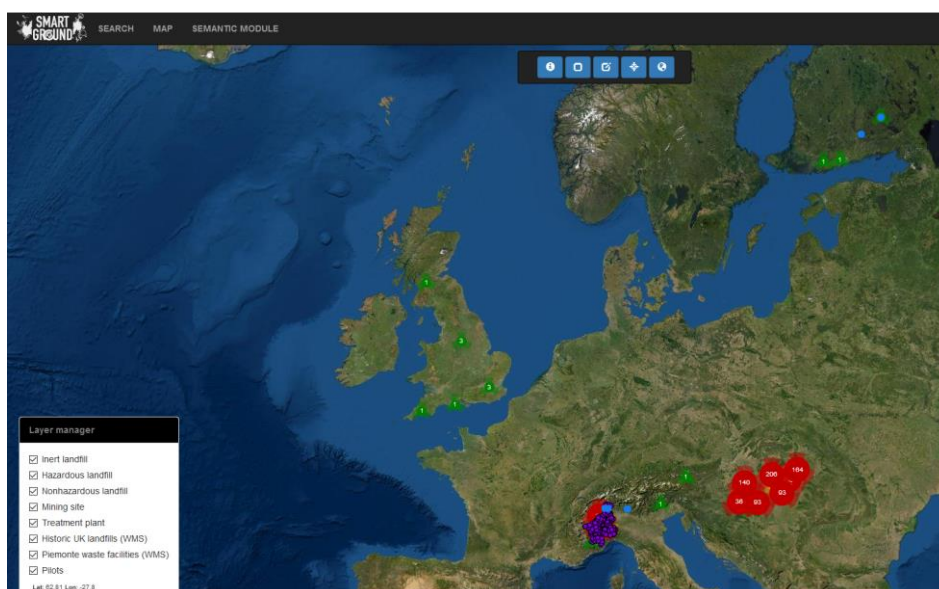 SMART GROUND
SEARCH
MAP
SEMANTIC MODULE
1
1
1
3
3
1
1
1
1
140
206
164
93
38
93
Layer manager
Inert landfill
Hazardous landfill
Nonhazardous landfill
Mining site
Treatment plant
Historic UK landfills (WMS)
Piemonte waste facilities (WMS)
Pilots
Lat: 62.81 Lon: -27.8